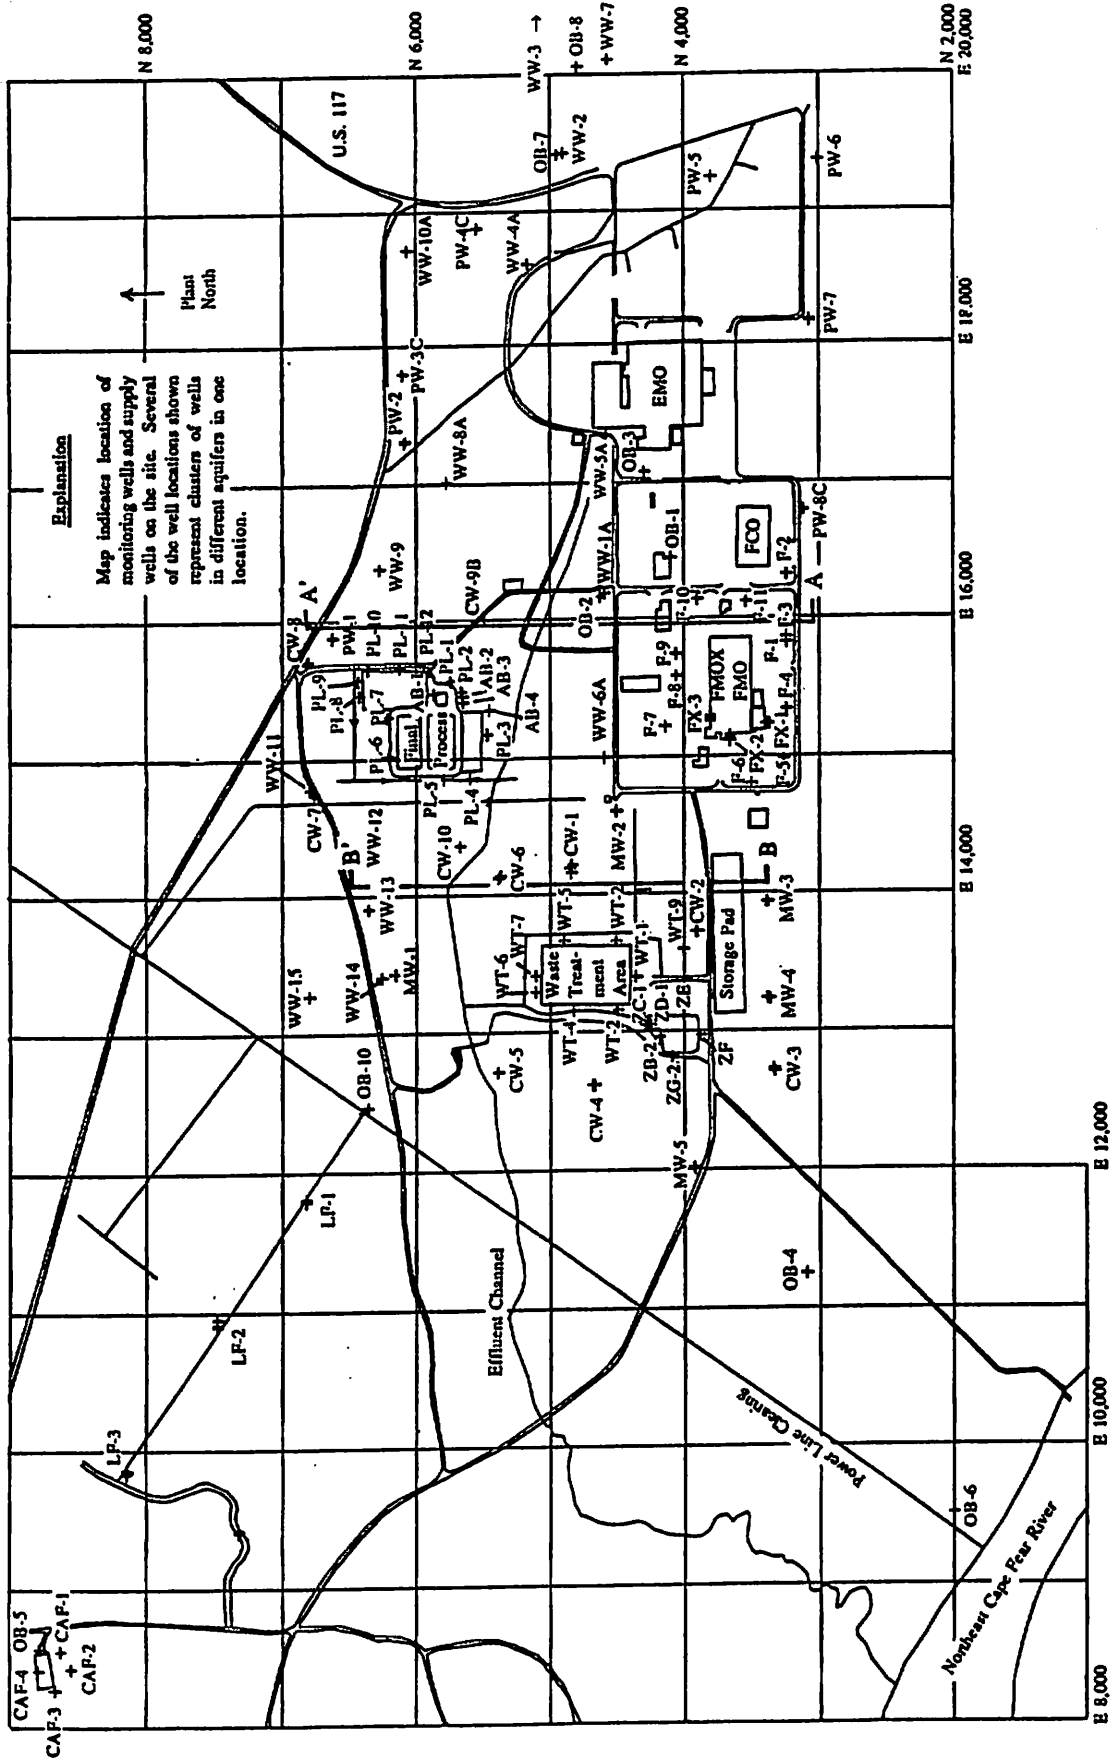 Explanation
Map indicates location of
monitoring wells and supply
wells on the site. Several
of the well locations shown
represent clusters of wells
in different aquifers in one
location.
Plant
North
N 8,000
N 6,000
N 4,000
N 2,000
E 20,000
E 18,000
E 16,000
E 14,000
E 12,000
E 10,000
E 8,000
U.S. 117
WW-3 →
OB-8
WW-7
OB-7
WW-2
PW-5
PW-6
WW-10A
PW-4C
WW-4A
PW-7
PW-3C
PW-2
WW-8A
EMO
OB-3
WW-5A
PW-8C
FCO
OB-1
WW-1A
F-2
WW-9
CW-9B
OB-2
F-10
F-11
A
A'
CW-8
PW-1
PL-10
PL-11
PL-12
PL-9
PL-8
PL-7
PL-6
AB-1
PL-1
PL-2
AB-2
AB-3
AB-4
PL-3
PL-5
PL-4
Final
Process
F-9
F-8
F-7
FX-3
FMOX
FMO
F-1
F-3
F-4
FX-1
FX-2
F-6
F-5
WW-6A
WW-11
CW-7
WW-12
B'
B
WW-13
CW-10
CW-6
CW-1
MW-2
WT-5
WT-2
WT-7
WT-6
WT-1
WT-9
CW-2
MW-3
Storage Pad
MW-4
Waste
Treat-
ment
Area
WW-14
MW-1
WW-15
WT-4
WT-2
ZC-1
ZD-1
ZE
ZB-2
ZG-2
ZF
CW-3
CW-5
CW-4
MW-5
OB-10
LF-1
LF-2
LF-3
OB-4
Effluent Channel
Power Line Clearing
OB-6
Northeast Cape Fear River
CAF-4
OB-5
CAF-1
CAF-2
CAF-3